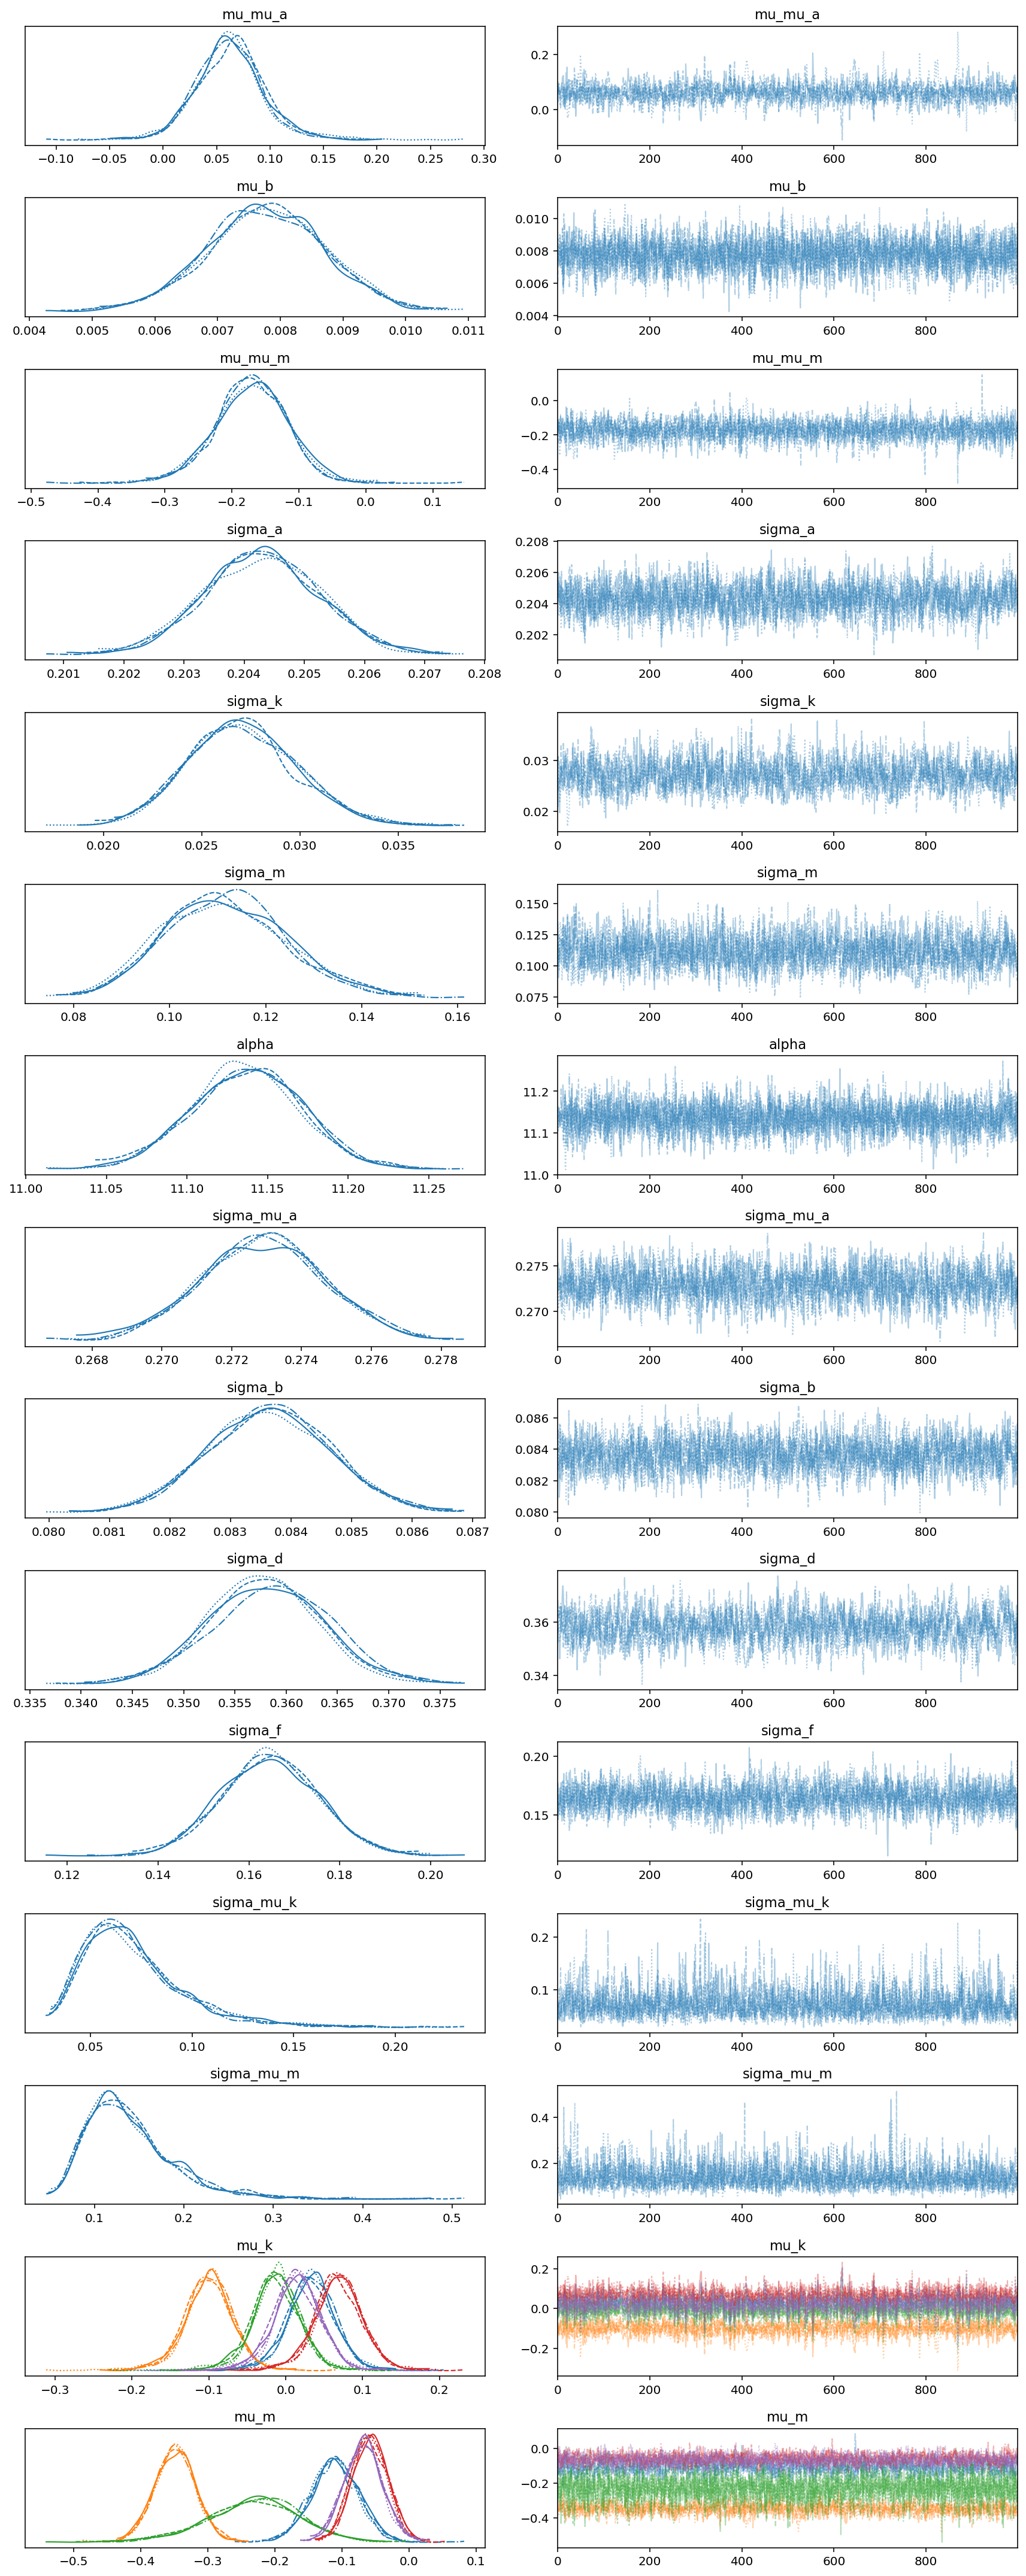 mu_mu_a mu_mu_a
0.2
0.0
−0.10 −0.05 0.00 0.05 0.10 0.15 0.20 0.25 0.30 0 200 400 600 800
mu_b mu_b
0.010
0.008
0.006
0.004
0.004 0.005 0.006 0.007 0.008 0.009 0.010 0.011 0 200 400 600 800
mu_mu_m mu_mu_m
0.0
−0.2
−0.4
−0.5 −0.4 −0.3 −0.2 −0.1 0.0 0.1 0 200 400 600 800
sigma_a sigma_a
0.208
0.206
0.204
0.202
0.201 0.202 0.203 0.204 0.205 0.206 0.207 0.208 0 200 400 600 800
sigma_k sigma_k
0.03
0.02
0.020 0.025 0.030 0.035 0 200 400 600 800
sigma_m sigma_m
0.150
0.125
0.100
0.075
0.08 0.10 0.12 0.14 0.16 0 200 400 600 800
alpha alpha
11.2
11.1
11.0
11.00 11.05 11.10 11.15 11.20 11.25 0 200 400 600 800
sigma_mu_a sigma_mu_a
0.275
0.270
0.268 0.270 0.272 0.274 0.276 0.278 0 200 400 600 800
sigma_b sigma_b
0.086
0.084
0.082
0.080
0.080 0.081 0.082 0.083 0.084 0.085 0.086 0.087 0 200 400 600 800
sigma_d sigma_d
0.36
0.34
0.335 0.340 0.345 0.350 0.355 0.360 0.365 0.370 0.375 0 200 400 600 800
sigma_f sigma_f
0.20
0.15
0.12 0.14 0.16 0.18 0.20 0 200 400 600 800
sigma_mu_k sigma_mu_k
0.2
0.1
0.05 0.10 0.15 0.20 0 200 400 600 800
sigma_mu_m sigma_mu_m
0.4
0.2
0.1 0.2 0.3 0.4 0.5 0 200 400 600 800
mu_k mu_k
0.2
0.0
−0.2
−0.3 −0.2 −0.1 0.0 0.1 0.2 0 200 400 600 800
mu_m mu_m
0.0
−0.2
−0.4
−0.5 −0.4 −0.3 −0.2 −0.1 0.0 0.1 0 200 400 600 800